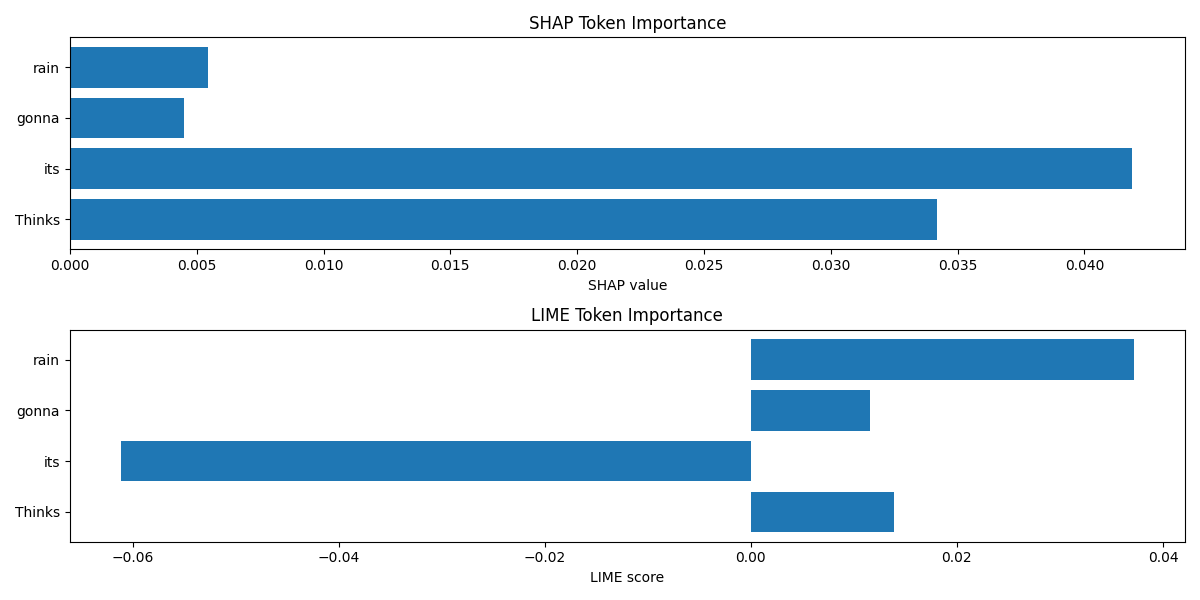 SHAP Token Importance
rain
gonna
its
Thinks
0.000 0.005 0.010 0.015 0.020 0.025 0.030 0.035 0.040
SHAP value
LIME Token Importance
rain
gonna
its
Thinks
−0.06 −0.04 −0.02 0.00 0.02 0.04
LIME score